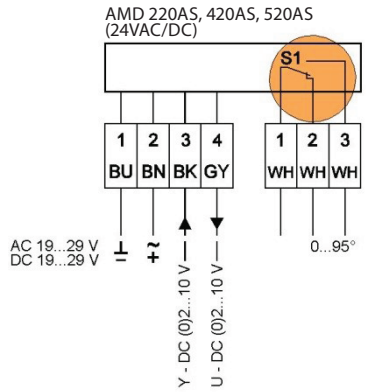 AMD 220AS, 420AS, 520AS
(24VAC/DC)
S1
1 2 3 4 1 2 3
BU BN BK GY WH WH WH
AC 19...29 V ⊥ ~ 0...95°
DC 19...29 V − +
Y - DC (0)2...10 V
U - DC (0)2...10 V